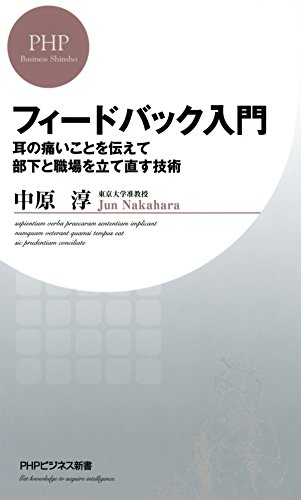 PHP
Business Shinsho
フィードバック入門
耳の痛いことを伝えて
部下と職場を立て直す技術
中原 淳 東京大学准教授
Jun Nakahara
sapientium verba praecaram sententiam implicant
numquam veterant quamsi tempus eat
sic prudentiam conciliate
PHPビジネス新書
Get knowledge to acquire intelligence.